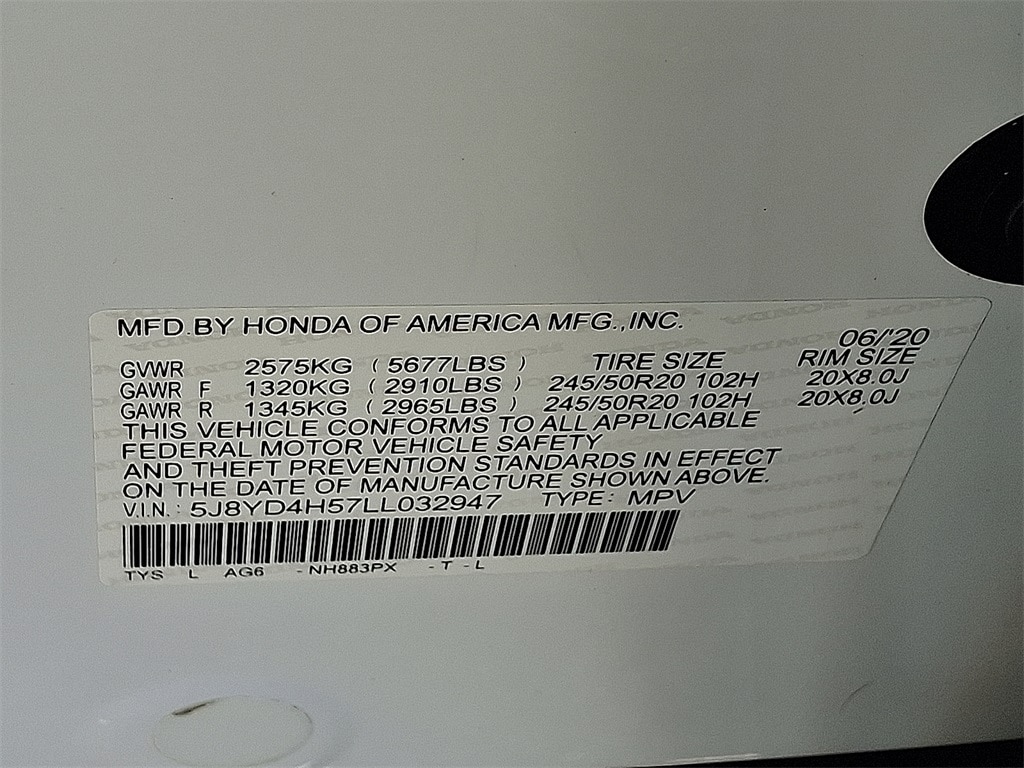 MFD.BY HONDA OF AMERICA MFG.,INC.
06/'20
GVWR 2575KG ( 5677LBS ) TIRE SIZE RIM SIZE
GAWR F 1320KG ( 2910LBS ) 245/50R20 102H 20X8.0J
GAWR R 1345KG ( 2965LBS ) 245/50R20 102H 20X8.0J
THIS VEHICLE CONFORMS TO ALL APPLICABLE
FEDERAL MOTOR VEHICLE SAFETY
AND THEFT PREVENTION STANDARDS IN EFFECT
ON THE DATE OF MANUFACTURE SHOWN ABOVE.
V.I.N.: 5J8YD4H57LL032947 TYPE: MPV
TYS L AG6 -NH883PX -T -L